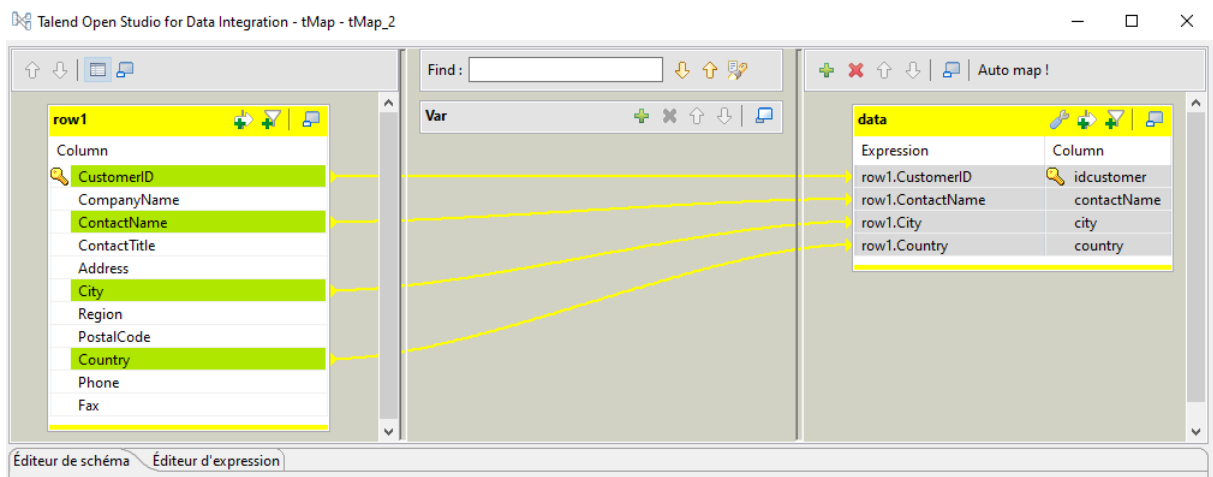 Talend Open Studio for Data Integration - tMap - tMap_2
Find :
Auto map !
row1
Var
data
Column
Expression Column
CustomerID
row1.CustomerID idcustomer
CompanyName
row1.ContactName contactName
ContactName
row1.City city
ContactTitle
row1.Country country
Address
City
Region
PostalCode
Country
Phone
Fax
Éditeur de schéma Éditeur d'expression